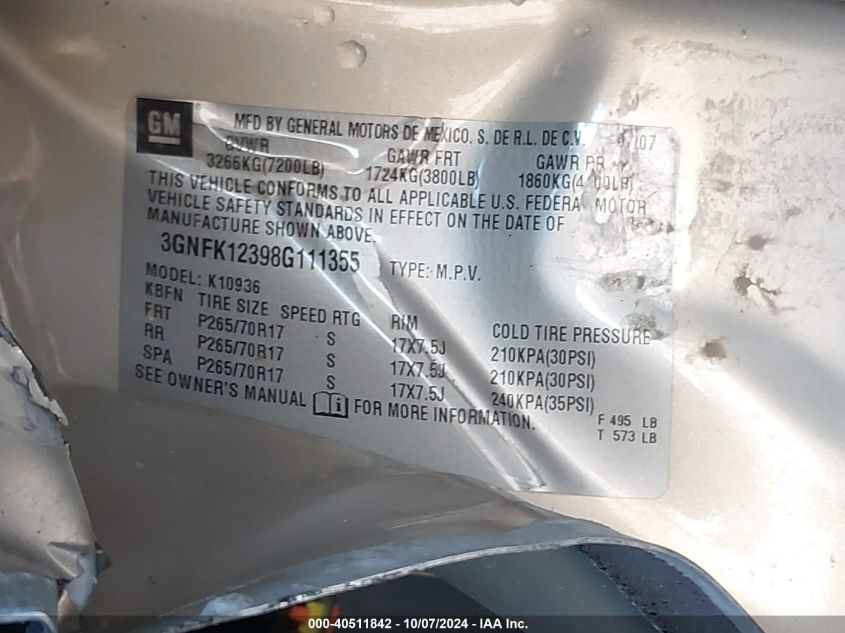 GM
MFD BY GENERAL MOTORS DE MEXICO, S. DE R.L. DE C.V. /07
GVWR GAWR FRT GAWR RR
3266KG(7200LB) 1724KG(3800LB)
THIS VEHICLE CONFORMS TO ALL APPLICABLE U.S. FEDERAL MOTOR
VEHICLE SAFETY STANDARDS IN EFFECT ON THE DATE OF
MANUFACTURE SHOWN ABOVE.
3GNFK12398G111355 TYPE: M.P.V.
MODEL: K10936
KBFN TIRE SIZE SPEED RTG RIM COLD TIRE PRESSURE
FRT P265/70R17 S 17X7.5J 210KPA(30PSI)
RR P265/70R17 S 17X7.5J 210KPA(30PSI)
SPA P265/70R17 S 17X7.5J 240KPA(35PSI)
SEE OWNER'S MANUAL FOR MORE INFORMATION.
F 495 LB
T 573 LB
000-40511842 - 10/07/2024 - IAA Inc.